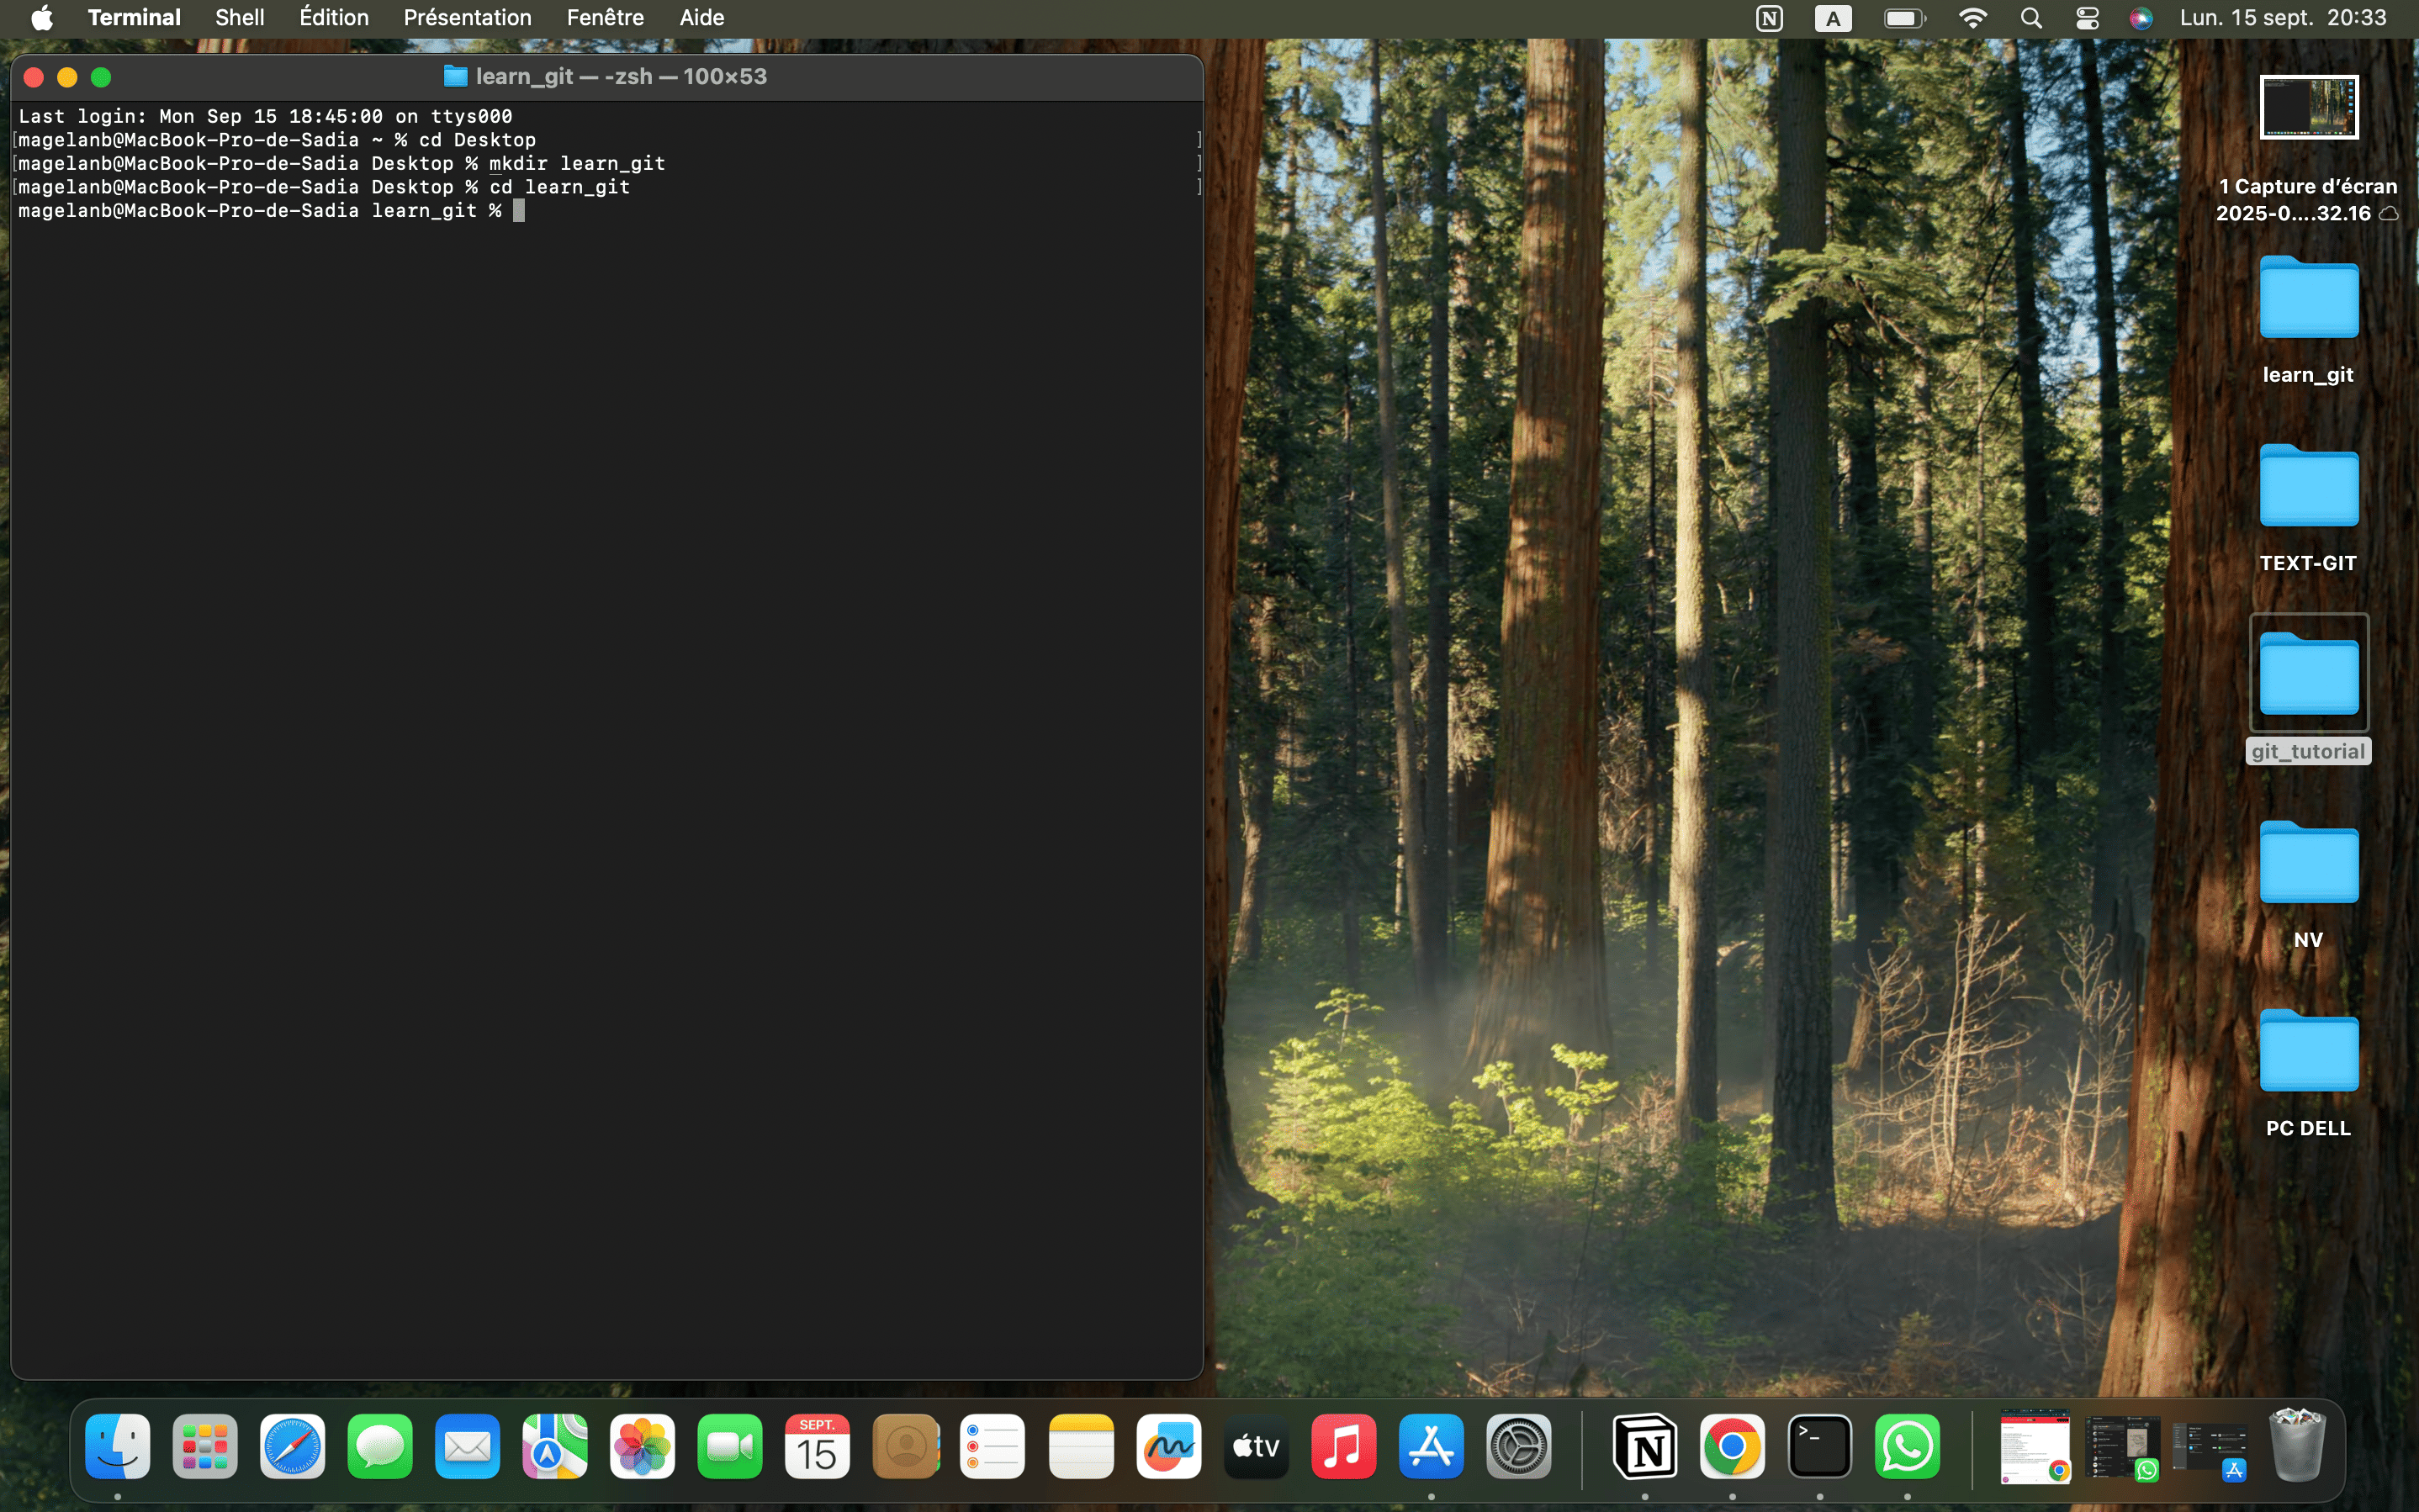 Terminal Shell Édition Présentation Fenêtre Aide
N A Lun. 15 sept. 20:33
learn_git — -zsh — 100×53
Last login: Mon Sep 15 18:45:00 on ttys000
[magelanb@MacBook-Pro-de-Sadia ~ % cd Desktop ]
[magelanb@MacBook-Pro-de-Sadia Desktop % mkdir learn_git ]
[magelanb@MacBook-Pro-de-Sadia Desktop % cd learn_git ]
magelanb@MacBook-Pro-de-Sadia learn_git %
1 Capture d’écran
2025-0....32.16
learn_git
TEXT-GIT
git_tutorial
NV
PC DELL
SEPT.
15
tv
N
>_